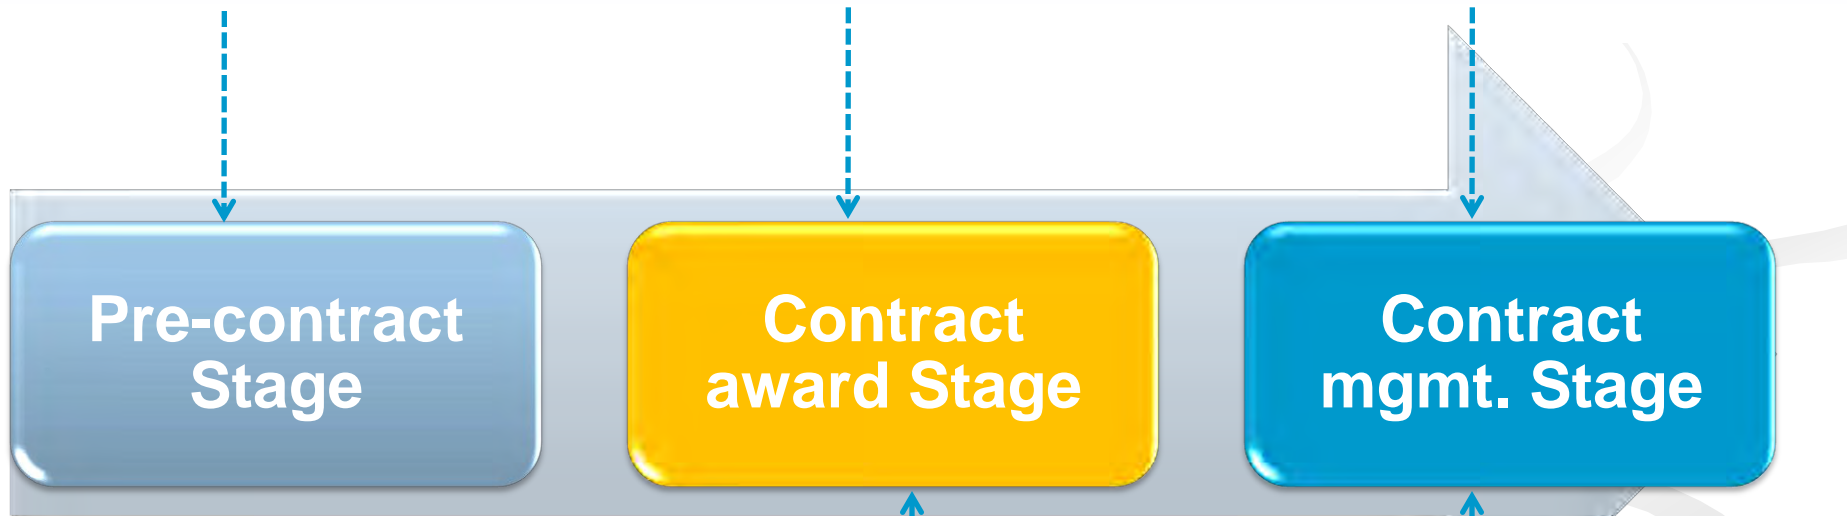 Pre-contract
Stage
Contract
award Stage
Contract
mgmt. Stage